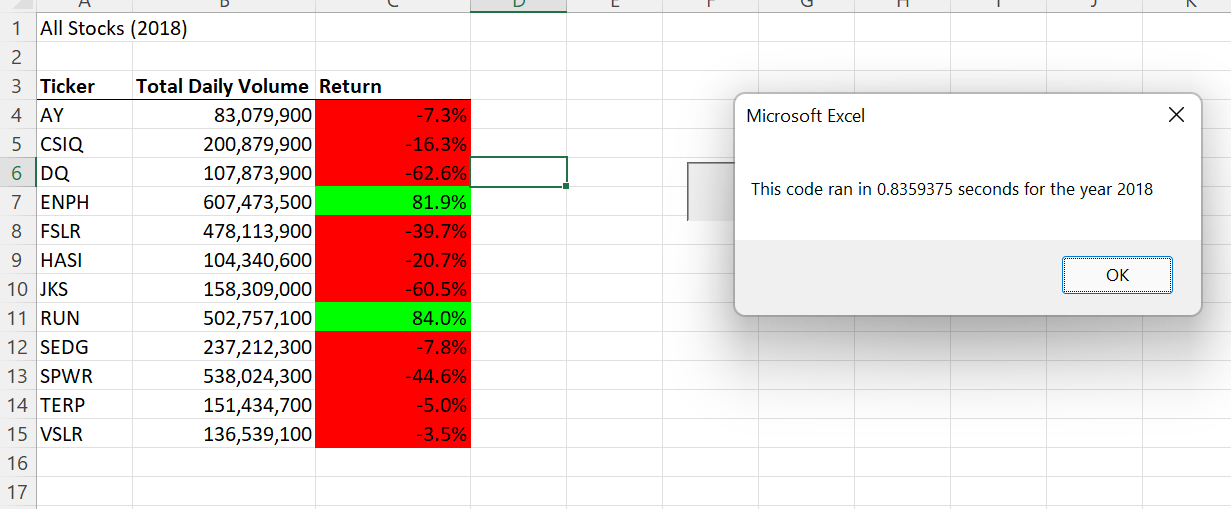 A B C D E F G H I J K
1 All Stocks (2018)
2
3 Ticker Total Daily Volume Return
4 AY 83,079,900 -7.3%
5 CSIQ 200,879,900 -16.3%
6 DQ 107,873,900 -62.6%
7 ENPH 607,473,500 81.9%
8 FSLR 478,113,900 -39.7%
9 HASI 104,340,600 -20.7%
10 JKS 158,309,000 -60.5%
11 RUN 502,757,100 84.0%
12 SEDG 237,212,300 -7.8%
13 SPWR 538,024,300 -44.6%
14 TERP 151,434,700 -5.0%
15 VSLR 136,539,100 -3.5%
16
17
Microsoft Excel
This code ran in 0.8359375 seconds for the year 2018
OK